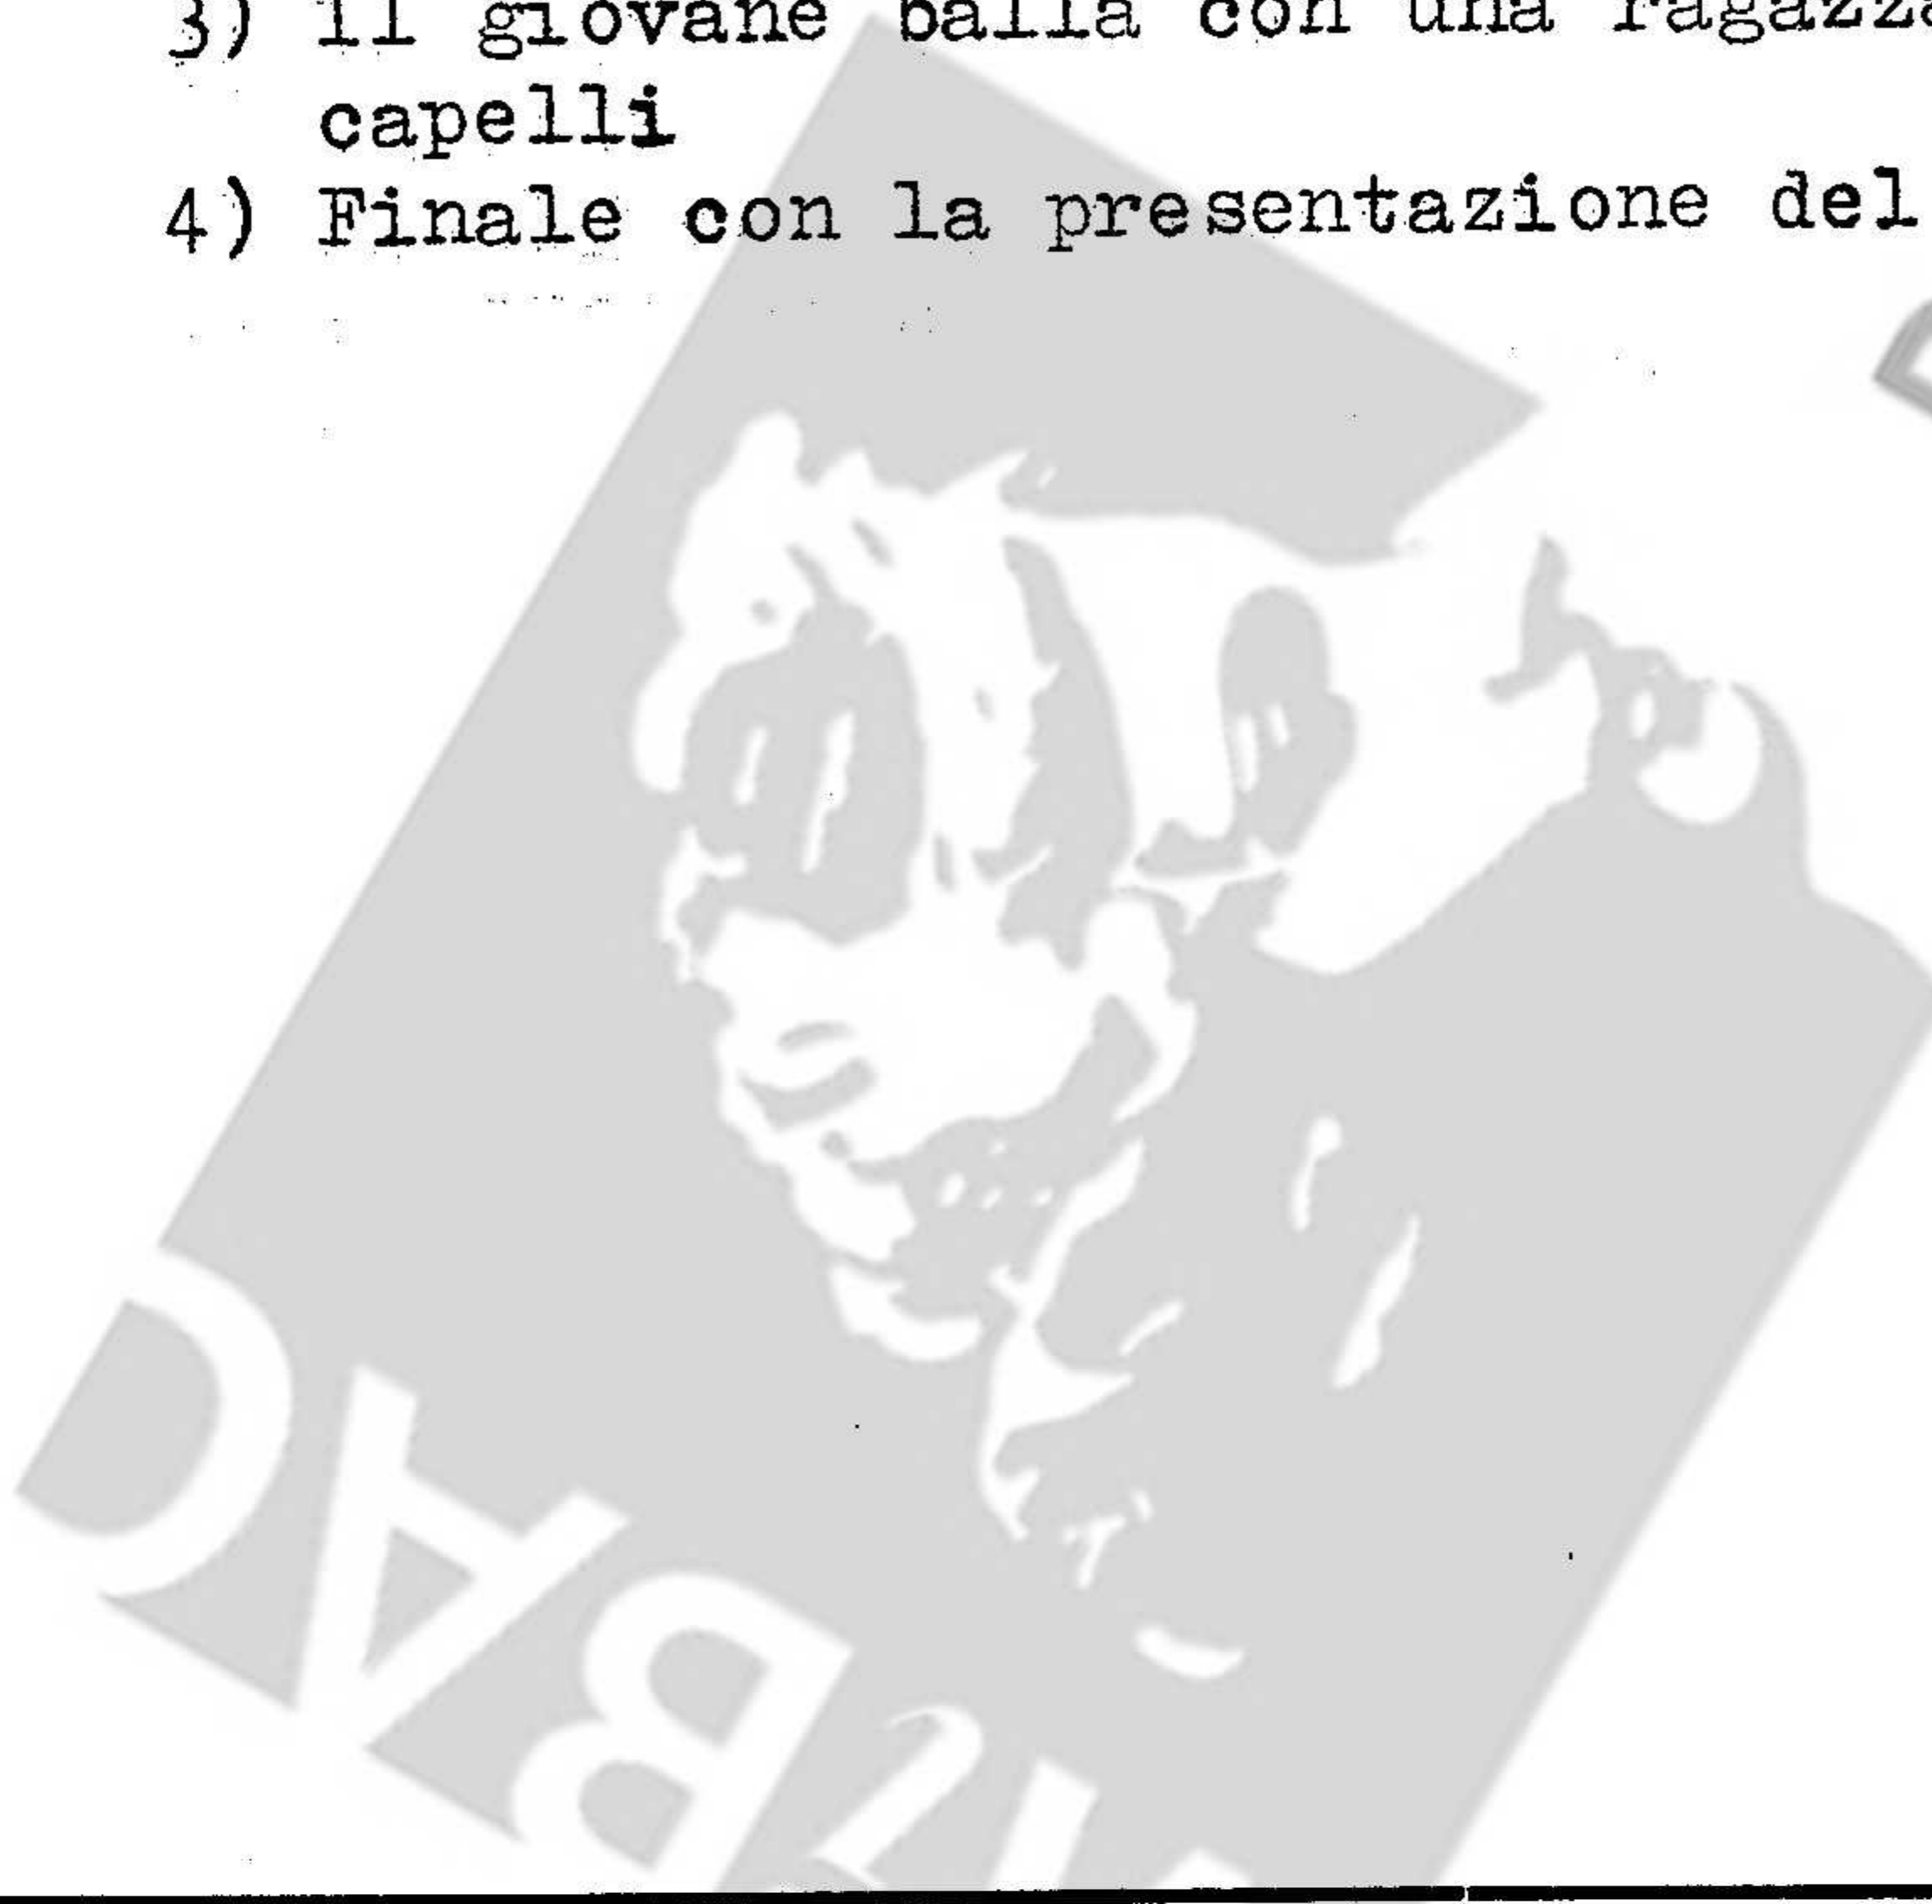 3) il giovane balla con una ragazza
capelli
4) Finale con la presentazione del